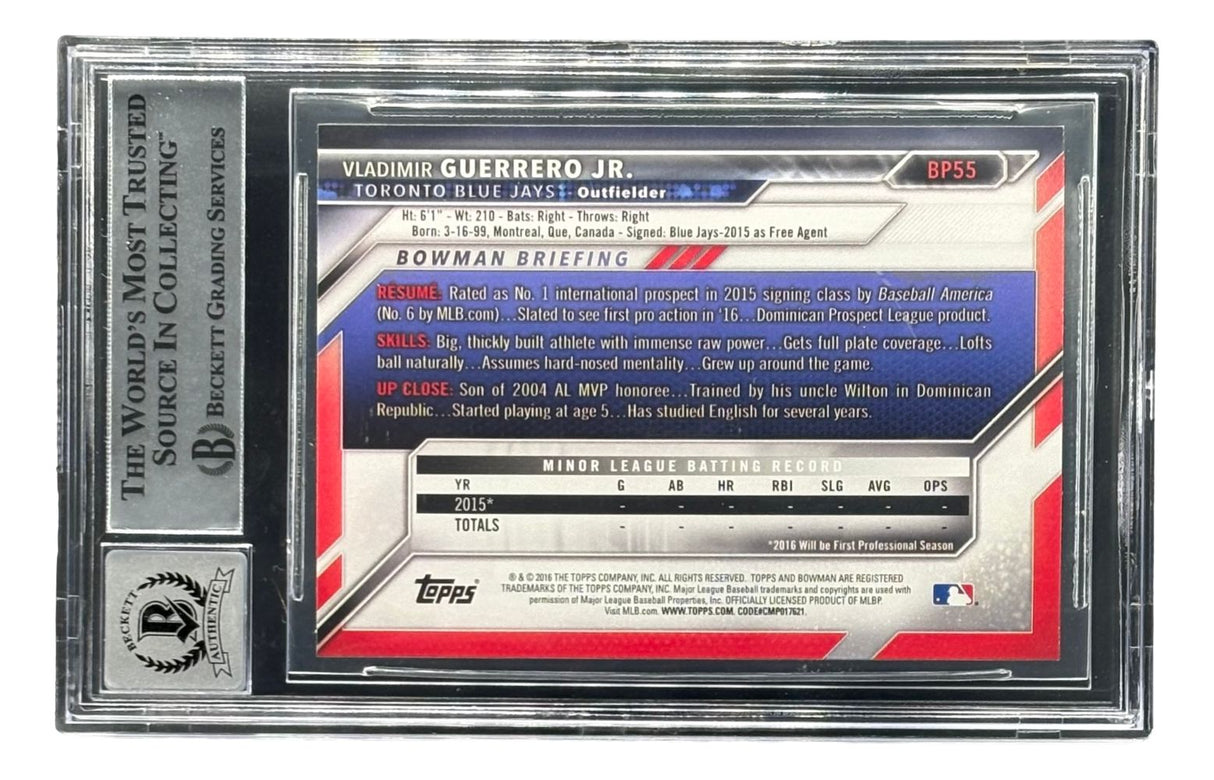 THE WORLD'S MOST TRUSTED
SOURCE IN COLLECTING™
B BECKETT GRADING SERVICES
BECKETT
B
AUTHENTIC
VLADIMIR GUERRERO JR.
BP55
TORONTO BLUE JAYS - Outfielder
Ht: 6'1" - Wt: 210 - Bats: Right - Throws: Right
Born: 3-16-99, Montreal, Que, Canada - Signed: Blue Jays-2015 as Free Agent
BOWMAN BRIEFING
RESUME: Rated as No. 1 international prospect in 2015 signing class by Baseball America
(No. 6 by MLB.com)...Slated to see first pro action in '16...Dominican Prospect League product.
SKILLS: Big, thickly built athlete with immense raw power...Gets full plate coverage...Lofts
ball naturally...Assumes hard-nosed mentality...Grew up around the game.
UP CLOSE: Son of 2004 AL MVP honoree...Trained by his uncle Wilton in Dominican
Republic...Started playing at age 5...Has studied English for several years.
MINOR LEAGUE BATTING RECORD
YR G AB HR RBI SLG AVG OPS
2015* - - - - - - -
TOTALS - - - - - - -
*2016 Will be First Professional Season
Topps
® & © 2016 THE TOPPS COMPANY, INC. ALL RIGHTS RESERVED. TOPPS AND BOWMAN ARE REGISTERED
TRADEMARKS OF THE TOPPS COMPANY, INC. Major League Baseball trademarks and copyrights are used with
permission of Major League Baseball Properties, Inc. OFFICIALLY LICENSED PRODUCT OF MLBP.
Visit MLB.com. WWW.TOPPS.COM. CODE#CMP017621.